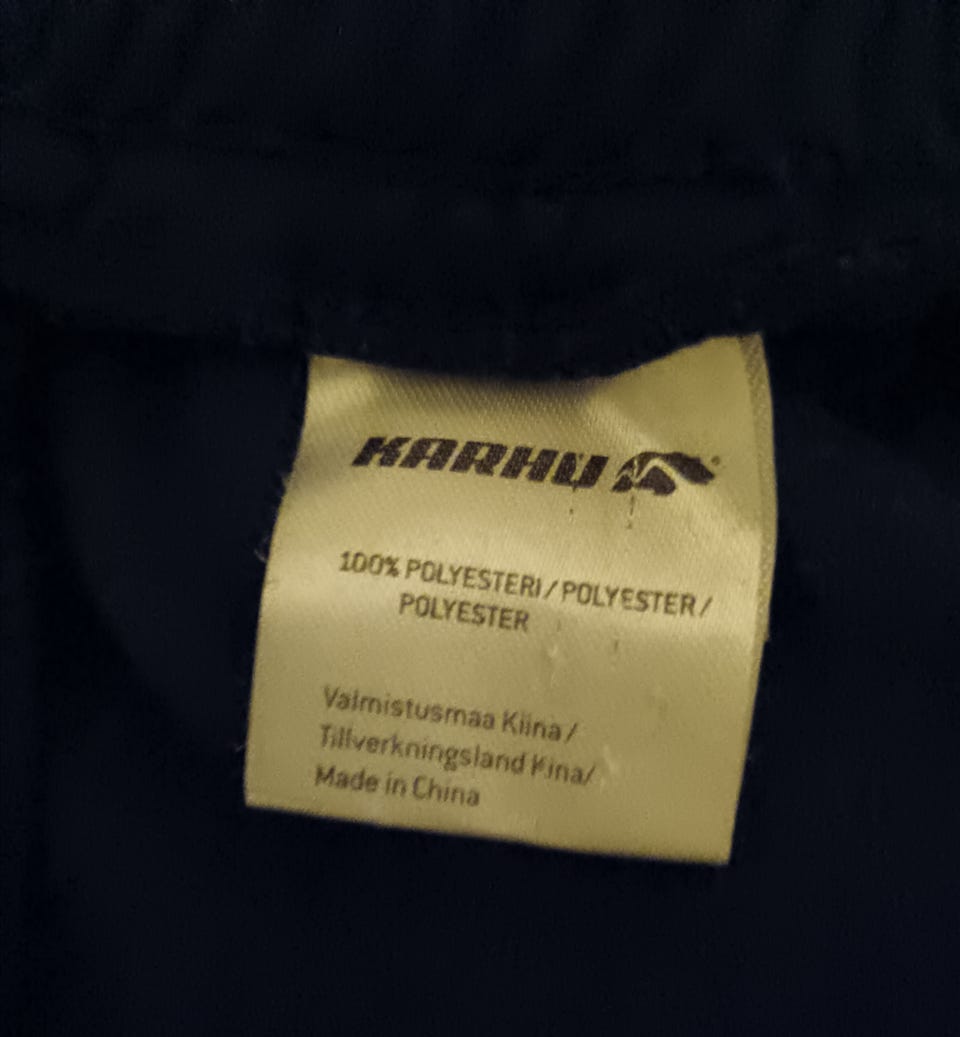 KARHU
100% POLYESTERI / POLYESTER /
POLYESTER
Valmistusmaa Kiina /
Tillverkningsland Kina/
Made in China